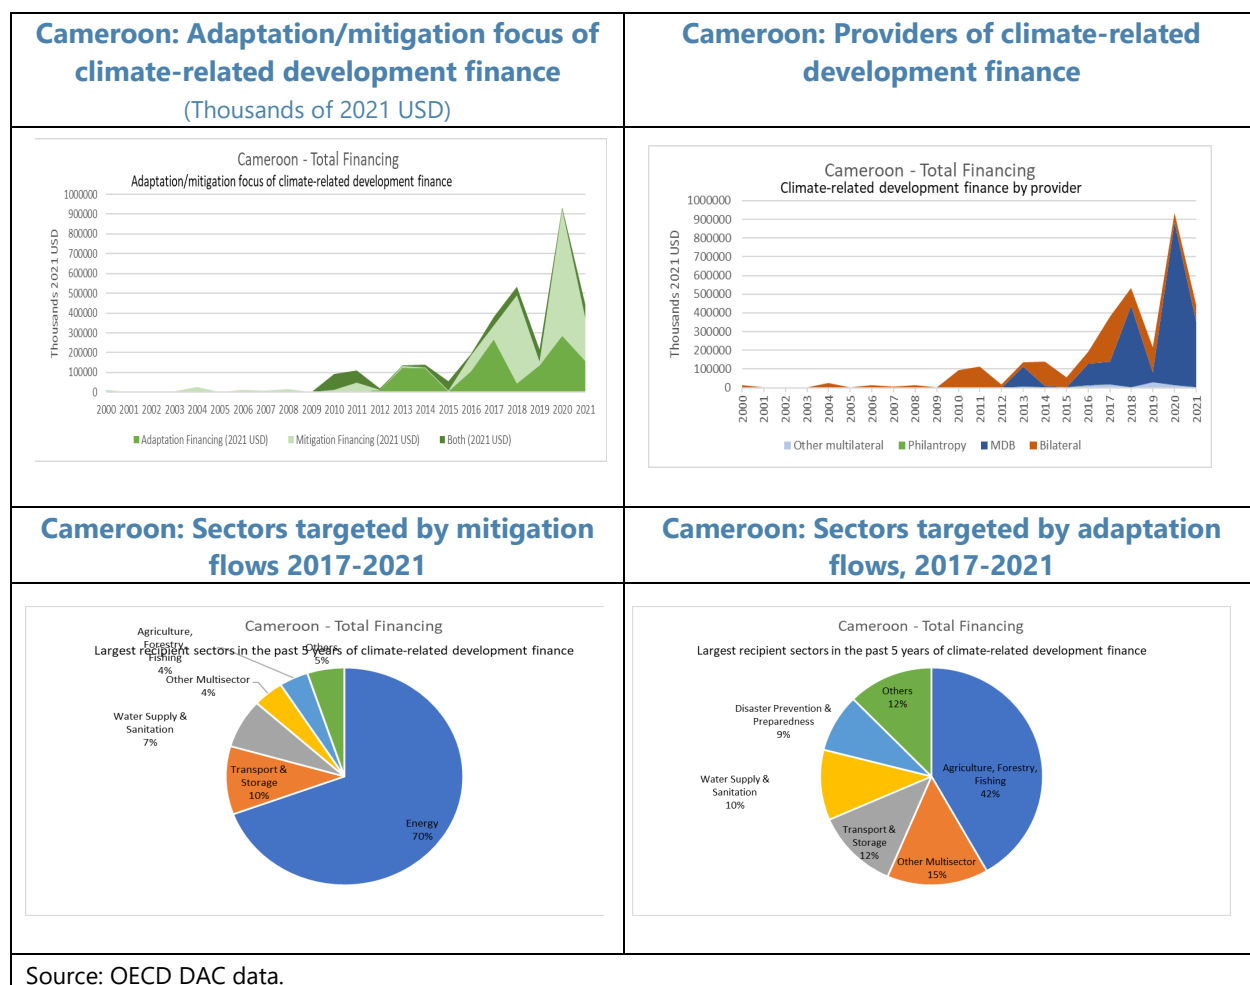 Cameroon: Adaptation/mitigation focus of
climate-related development finance
(Thousands of 2021 USD)
Cameroon: Providers of climate-related
development finance
Cameroon - Total Financing
Adaptation/mitigation focus of climate-related development finance
Thousands 2021 USD
1000000
900000
800000
700000
600000
500000
400000
300000
200000
100000
0
2000 2001 2002 2003 2004 2005 2006 2007 2008 2009 2010 2011 2012 2013 2014 2015 2016 2017 2018 2019 2020 2021
Adaptation Financing (2021 USD) Mitigation Financing (2021 USD) Both (2021 USD)
Cameroon - Total Financing
Climate-related development finance by provider
Thousands 2021 USD
1000000
900000
800000
700000
600000
500000
400000
300000
200000
100000
0
2000 2001 2002 2003 2004 2005 2006 2007 2008 2009 2010 2011 2012 2013 2014 2015 2016 2017 2018 2019 2020 2021
Other multilateral Philantropy MDB Bilateral
Cameroon: Sectors targeted by mitigation
flows 2017-2021
Cameroon: Sectors targeted by adaptation
flows, 2017-2021
Cameroon - Total Financing
Largest recipient sectors in the past 5 years of climate-related development finance
Agriculture,
Forestry,
Fishing
4%
Others
5%
Other Multisector
4%
Water Supply &
Sanitation
7%
Transport &
Storage
10%
Energy
70%
Cameroon - Total Financing
Largest recipient sectors in the past 5 years of climate-related development finance
Others
12%
Disaster Prevention &
Preparedness
9%
Agriculture, Forestry,
Fishing
42%
Water Supply &
Sanitation
10%
Transport &
Storage
12%
Other Multisector
15%
Source: OECD DAC data.